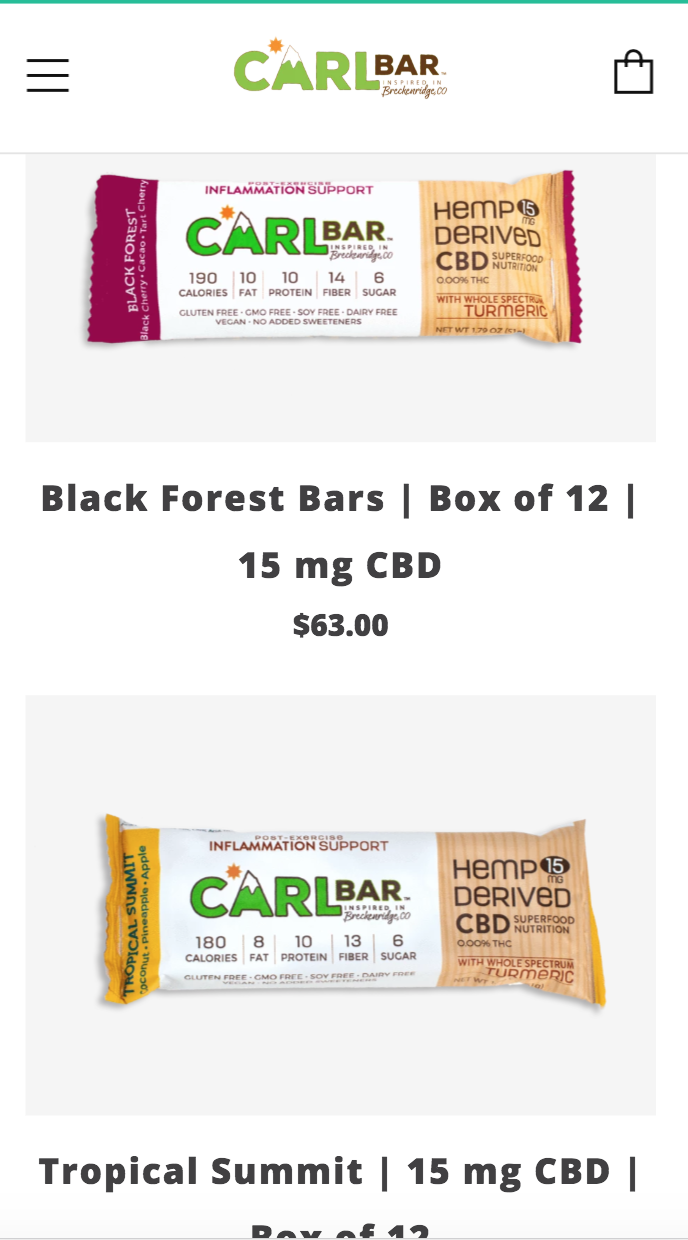 CARLBAR™
INSPIRED IN
Breckenridge, CO
POST-EXERCISE
INFLAMMATION SUPPORT
CARLBAR™
INSPIRED IN
Breckenridge, CO
190 10 10 14 6
CALORIES FAT PROTEIN FIBER SUGAR
GLUTEN FREE • GMO FREE • SOY FREE • DAIRY FREE
VEGAN • NO ADDED SWEETENERS
BLACK FOREST
Black Cherry • Cacao • Tart Cherry
HEMP 15 MG
DERIVED
CBD SUPERFOOD NUTRITION
0.00% THC
WITH WHOLE SPECTRUM
TURMERIC
NET WT 1.79 OZ (51g)
Black Forest Bars | Box of 12 |
15 mg CBD
$63.00
POST-EXERCISE
INFLAMMATION SUPPORT
CARLBAR™
INSPIRED IN
Breckenridge, CO
180 8 10 13 6
CALORIES FAT PROTEIN FIBER SUGAR
GLUTEN FREE • GMO FREE • SOY FREE • DAIRY FREE
VEGAN • NO ADDED SWEETENERS
TROPICAL SUMMIT
Coconut • Pineapple • Apple
HEMP 15 MG
DERIVED
CBD SUPERFOOD NUTRITION
0.00% THC
WITH WHOLE SPECTRUM
TURMERIC
Tropical Summit | 15 mg CBD |
Box of 12